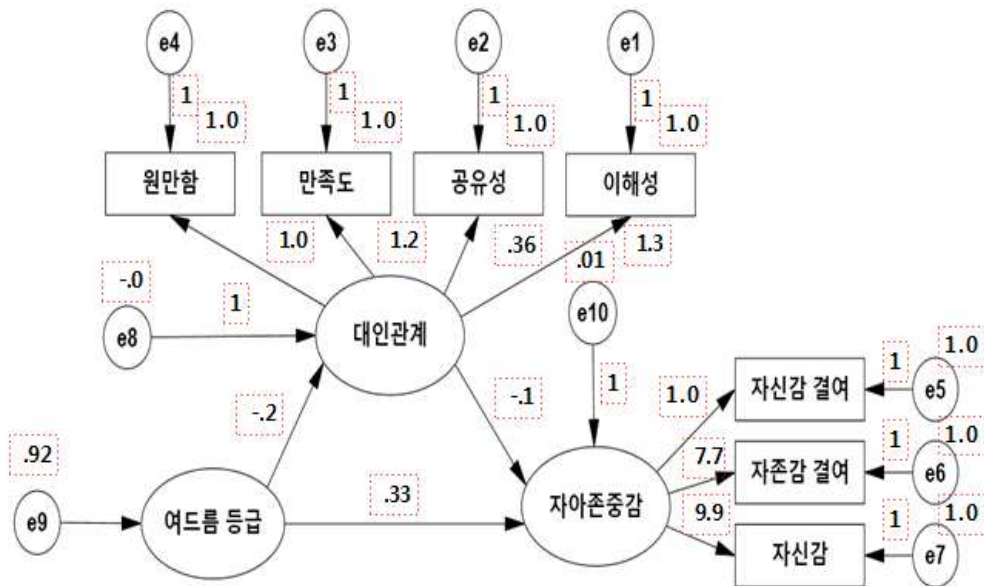 e4
e3
e2
e1
1
1.0
1
1.0
1
1.0
1
1.0
원만함
만족도
공유성
이해성
1.0
1.2
.36
1.3
-.0
.01
e8
1
대인관계
e10
1
-.2
-.1
.92
e9
여드름 등급
.33
자아존중감
1.0
7.7
9.9
자신감 결여
1
1.0
e5
자존감 결여
1
1.0
e6
자신감
1
1.0
e7